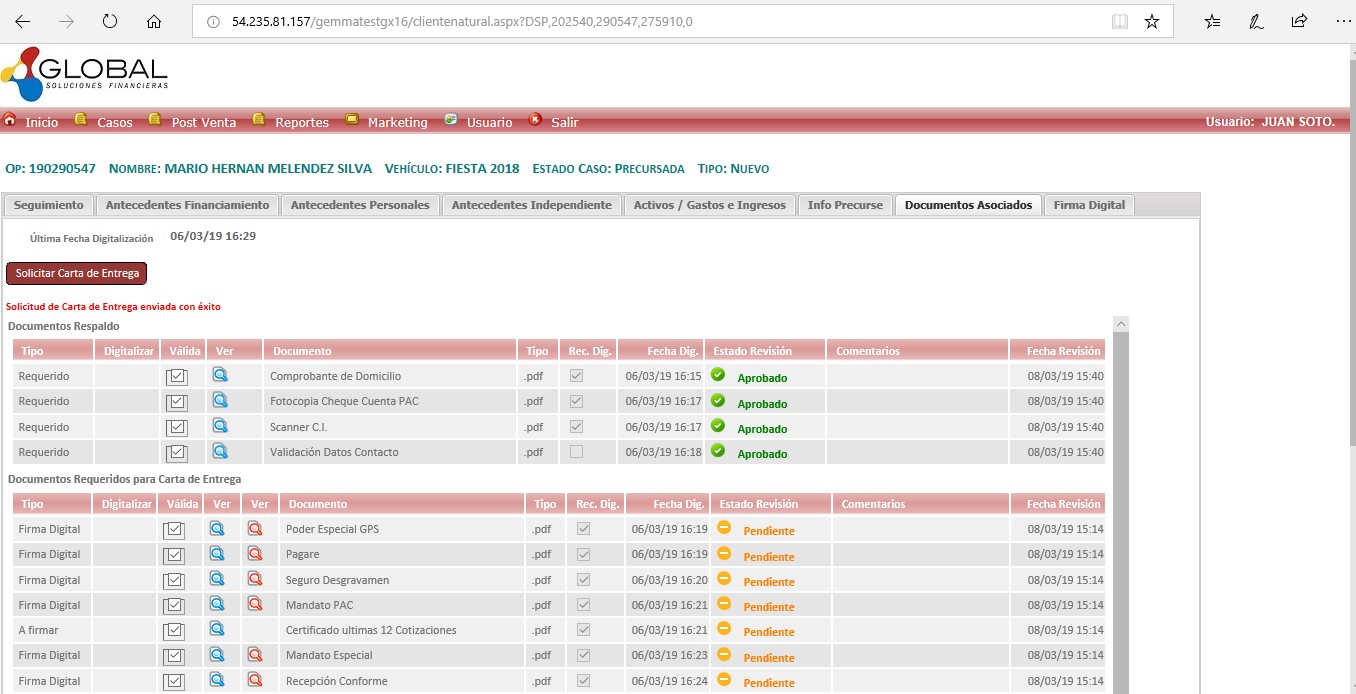 54.235.81.157/gemmatestgx16/clientenatural.aspx?DSP,202540,290547,275910,0
GLOBAL
SOLUCIONES FINANCIERAS
Inicio Casos Post Venta Reportes Marketing Usuario Salir Usuario: JUAN SOTO.
OP: 190290547 NOMBRE: MARIO HERNAN MELENDEZ SILVA VEHÍCULO: FIESTA 2018 ESTADO CASO: PRECURSADA TIPO: NUEVO
Seguimiento Antecedentes Financiamiento Antecedentes Personales Antecedentes Independiente Activos / Gastos e Ingresos Info Precurse Documentos Asociados Firma Digital
Última Fecha Digitalización 06/03/19 16:29
Solicitar Carta de Entrega
Solicitud de Carta de Entrega enviada con éxito
Documentos Respaldo
Tipo Digitalizar Válida Ver Documento Tipo Rec. Dig. Fecha Dig. Estado Revisión Comentarios Fecha Revisión
Requerido Comprobante de Domicilio .pdf 06/03/19 16:15 Aprobado 08/03/19 15:40
Requerido Fotocopia Cheque Cuenta PAC .pdf 06/03/19 16:17 Aprobado 08/03/19 15:40
Requerido Scanner C.I. .pdf 06/03/19 16:17 Aprobado 08/03/19 15:40
Requerido Validación Datos Contacto .pdf 06/03/19 16:18 Aprobado 08/03/19 15:40
Documentos Requeridos para Carta de Entrega
Tipo Digitalizar Válida Ver Ver Documento Tipo Rec. Dig. Fecha Dig. Estado Revisión Comentarios Fecha Revisión
Firma Digital Poder Especial GPS .pdf 06/03/19 16:19 Pendiente 08/03/19 15:14
Firma Digital Pagare .pdf 06/03/19 16:19 Pendiente 08/03/19 15:14
Firma Digital Seguro Desgravamen .pdf 06/03/19 16:20 Pendiente 08/03/19 15:14
Firma Digital Mandato PAC .pdf 06/03/19 16:21 Pendiente 08/03/19 15:14
A firmar Certificado ultimas 12 Cotizaciones .pdf 06/03/19 16:21 Pendiente 08/03/19 15:14
Firma Digital Mandato Especial .pdf 06/03/19 16:23 Pendiente 08/03/19 15:14
Firma Digital Recepción Conforme .pdf 06/03/19 16:24 Pendiente 08/03/19 15:14